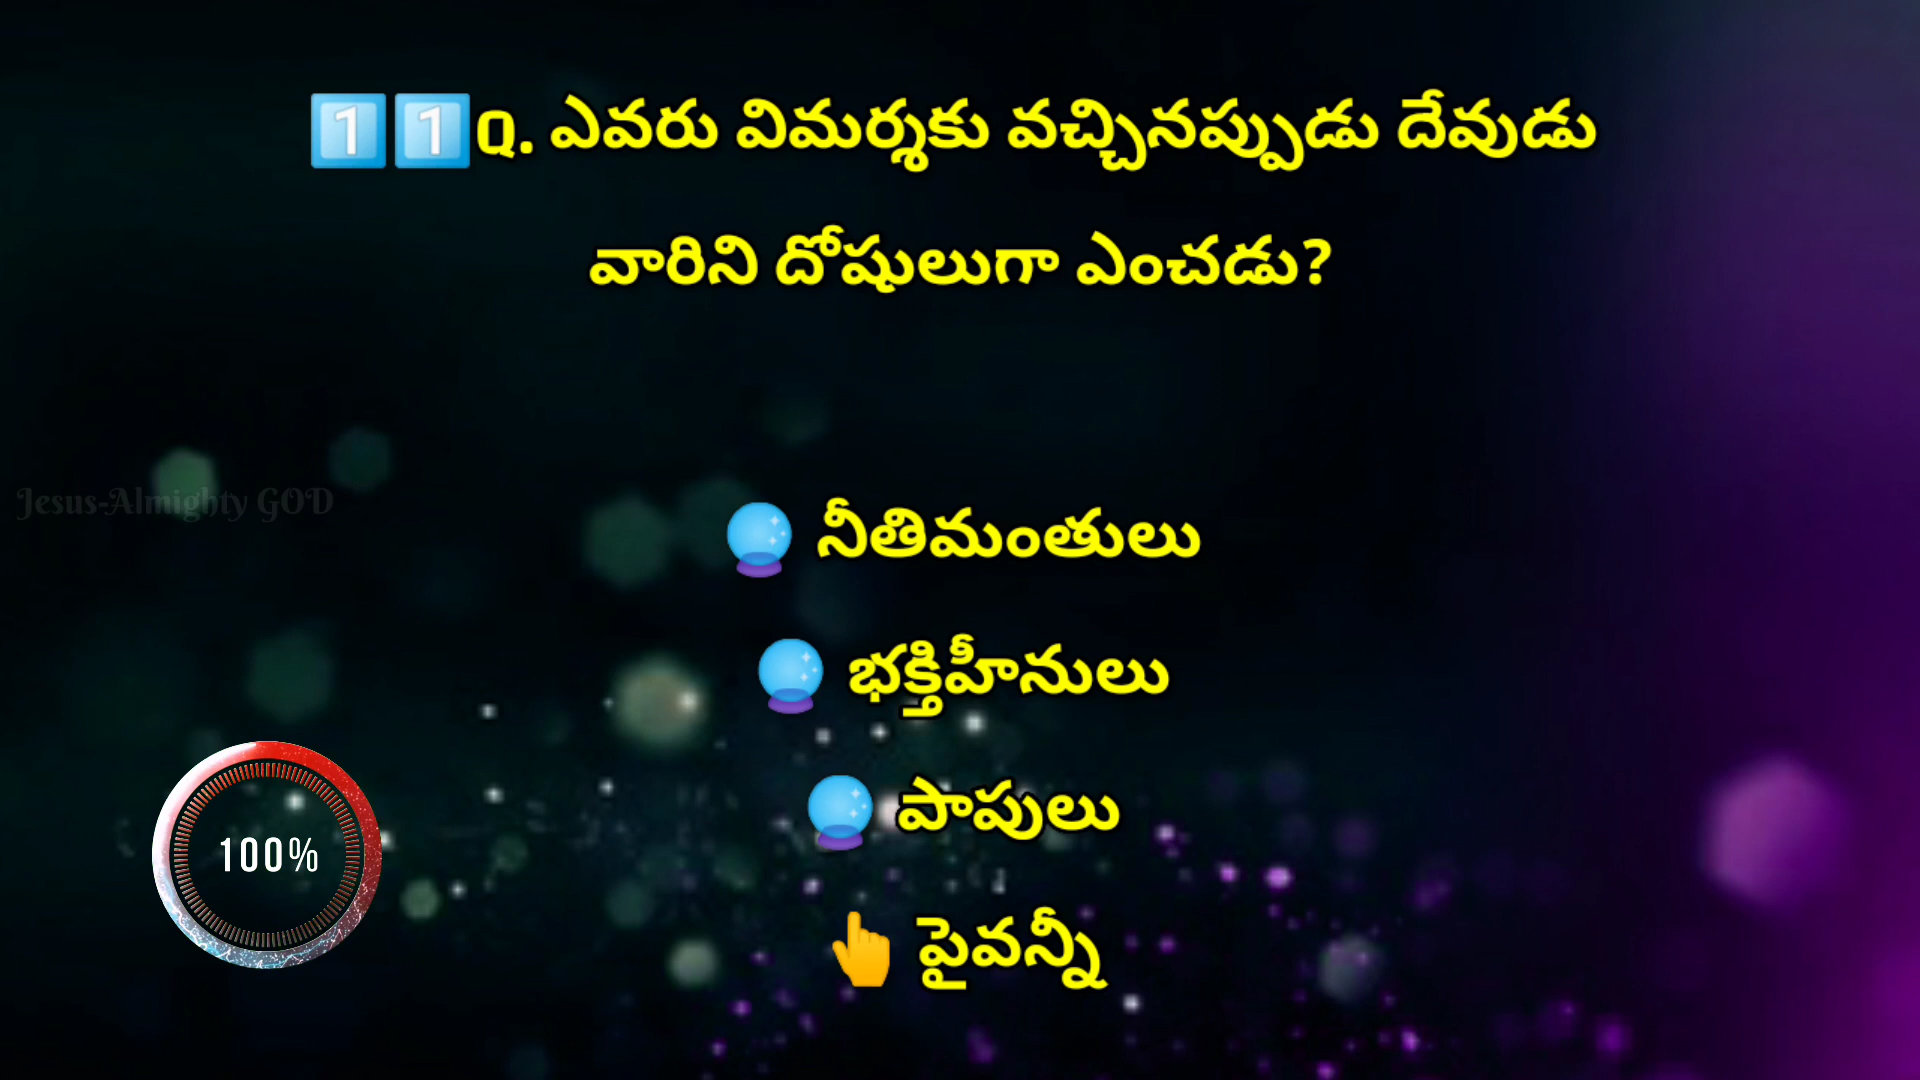 1️⃣1️⃣Q. ఎవరు విమర్శకు వచ్చినప్పుడు దేవుడు
వారిని దోషులుగా ఎంచడు?
Jesus-Almighty GOD
🔮 నీతిమంతులు
🔮 భక్తిహీనులు
🔮 పాపులు
100%
👆 పైవన్నీ